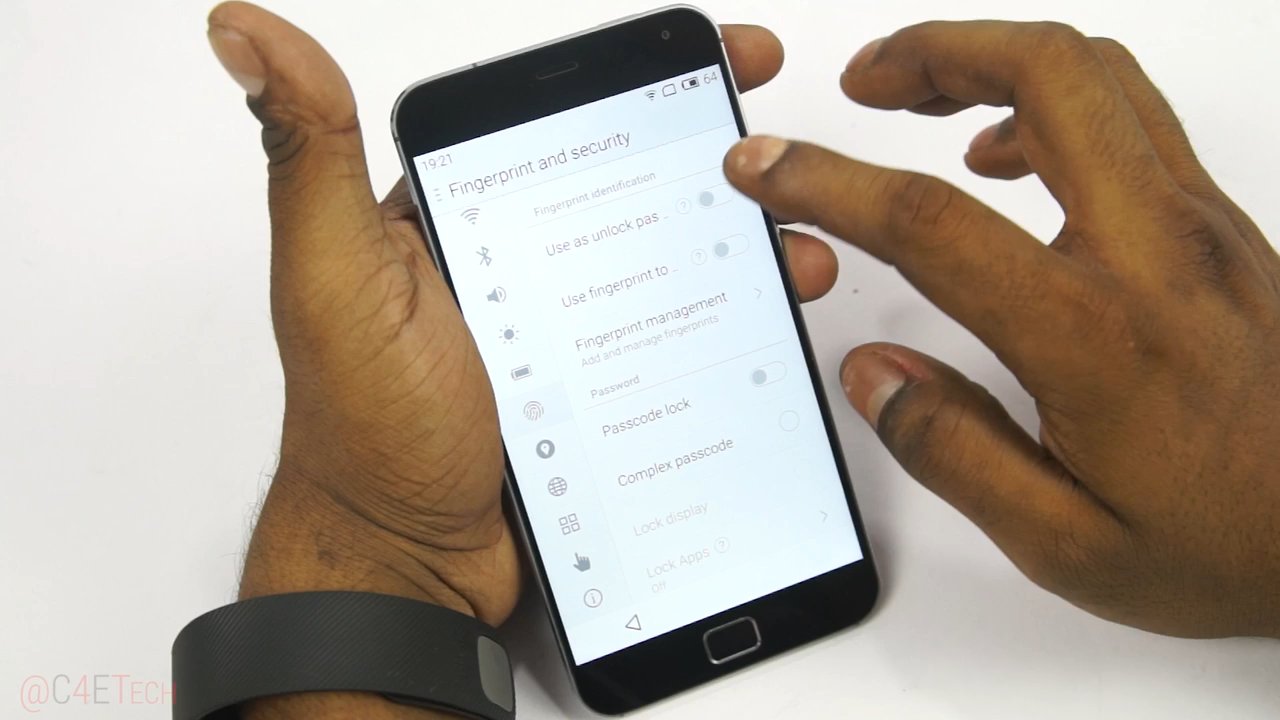 64
19:21
Fingerprint and security
Fingerprint identification
Use as unlock pas ..
?
Use fingerprint to ..
?
Fingerprint management
Add and manage fingerprints
Password
Passcode lock
Complex passcode
Lock display
Lock Apps ?
Off
@C4ETech